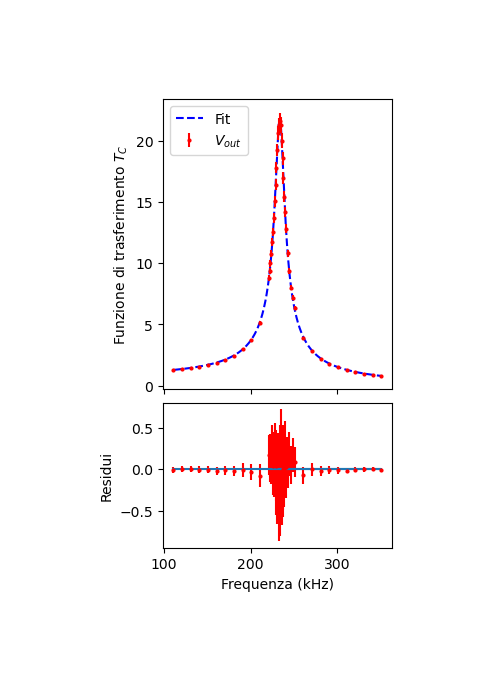 Fit
V_out
Funzione di trasferimento T_C
20
15
10
5
0
Residui
0.5
0.0
−0.5
100
200
300
Frequenza (kHz)